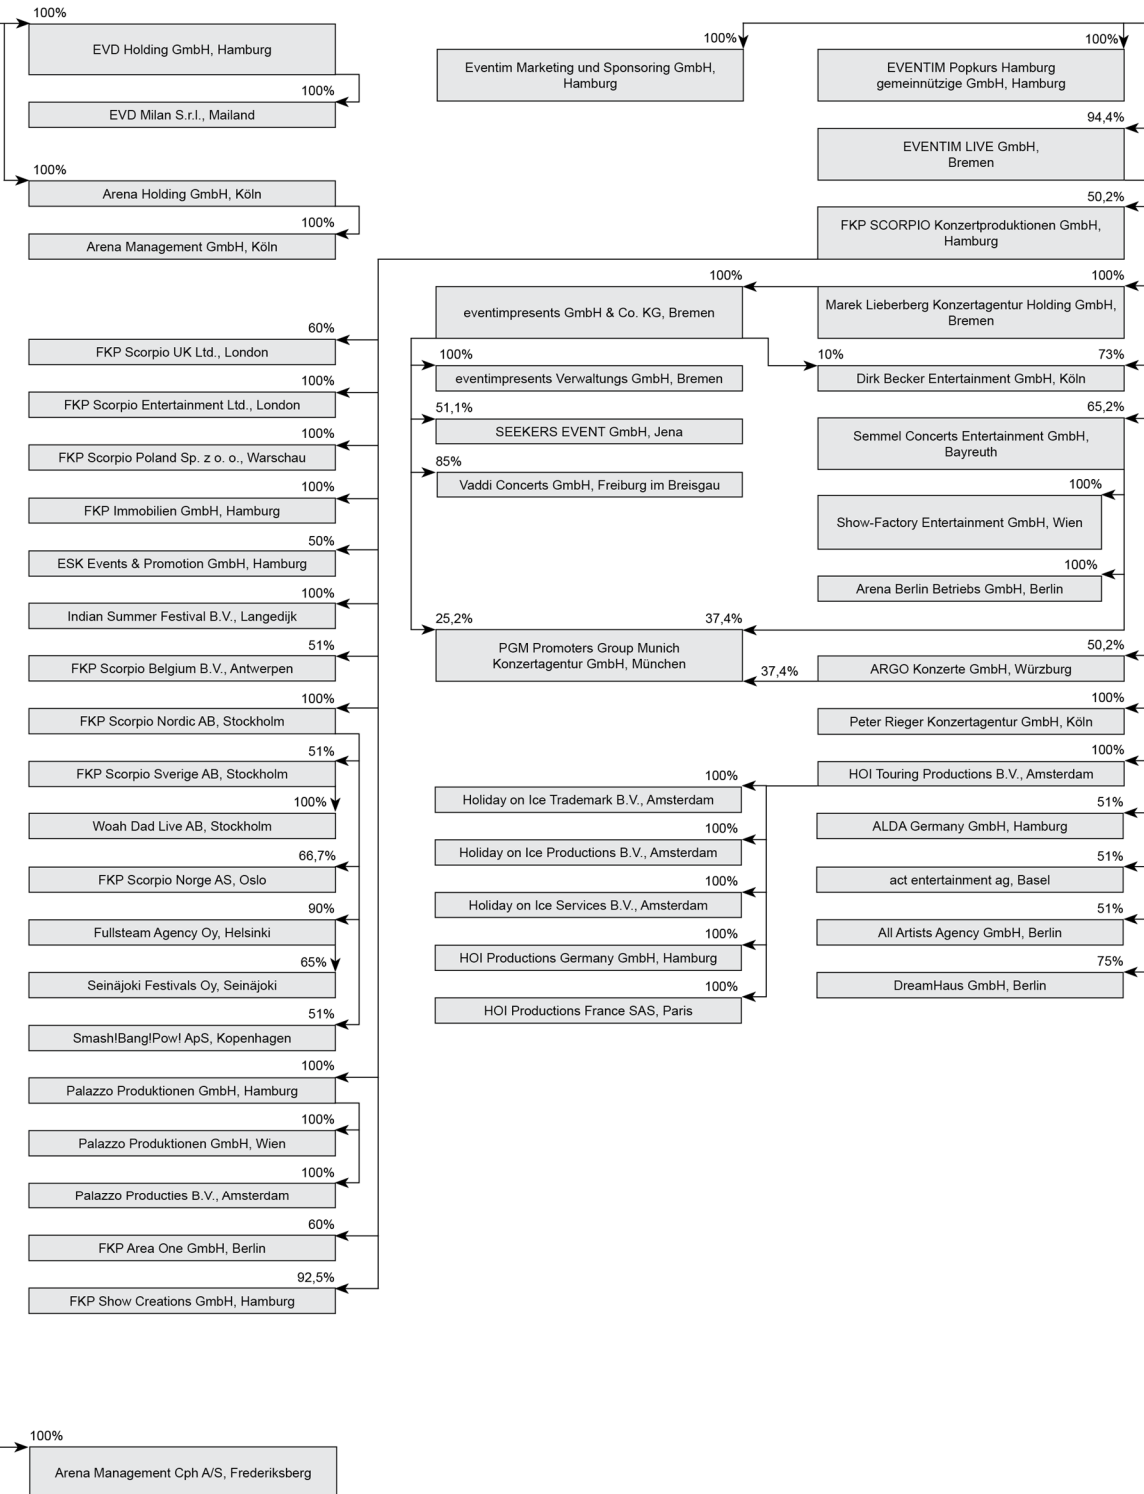 100%
EVD Holding GmbH, Hamburg
100%
EVD Milan S.r.l., Mailand
100%
Arena Holding GmbH, Köln
100%
Arena Management GmbH, Köln
60%
FKP Scorpio UK Ltd., London
100%
FKP Scorpio Entertainment Ltd., London
100%
FKP Scorpio Poland Sp. z o. o., Warschau
100%
FKP Immobilien GmbH, Hamburg
50%
ESK Events & Promotion GmbH, Hamburg
100%
Indian Summer Festival B.V., Langedijk
51%
FKP Scorpio Belgium B.V., Antwerpen
100%
FKP Scorpio Nordic AB, Stockholm
51%
FKP Scorpio Sverige AB, Stockholm
100%
Woah Dad Live AB, Stockholm
66,7%
FKP Scorpio Norge AS, Oslo
90%
Fullsteam Agency Oy, Helsinki
65%
Seinäjoki Festivals Oy, Seinäjoki
51%
Smash!Bang!Pow! ApS, Kopenhagen
100%
Palazzo Produktionen GmbH, Hamburg
100%
Palazzo Produktionen GmbH, Wien
100%
Palazzo Producties B.V., Amsterdam
60%
FKP Area One GmbH, Berlin
92,5%
FKP Show Creations GmbH, Hamburg
100%
Arena Management Cph A/S, Frederiksberg
100%
Eventim Marketing und Sponsoring GmbH,
Hamburg
100%
eventimpresents GmbH & Co. KG, Bremen
100%
eventimpresents Verwaltungs GmbH, Bremen
51,1%
SEEKERS EVENT GmbH, Jena
85%
Vaddi Concerts GmbH, Freiburg im Breisgau
25,2% 37,4%
PGM Promoters Group Munich
Konzertagentur GmbH, München
37,4%
100%
Holiday on Ice Trademark B.V., Amsterdam
100%
Holiday on Ice Productions B.V., Amsterdam
100%
Holiday on Ice Services B.V., Amsterdam
100%
HOI Productions Germany GmbH, Hamburg
100%
HOI Productions France SAS, Paris
100%
EVENTIM Popkurs Hamburg
gemeinnützige GmbH, Hamburg
94,4%
EVENTIM LIVE GmbH,
Bremen
50,2%
FKP SCORPIO Konzertproduktionen GmbH,
Hamburg
100%
Marek Lieberberg Konzertagentur Holding GmbH,
Bremen
10% 73%
Dirk Becker Entertainment GmbH, Köln
65,2%
Semmel Concerts Entertainment GmbH,
Bayreuth
100%
Show-Factory Entertainment GmbH, Wien
100%
Arena Berlin Betriebs GmbH, Berlin
50,2%
ARGO Konzerte GmbH, Würzburg
100%
Peter Rieger Konzertagentur GmbH, Köln
100%
HOI Touring Productions B.V., Amsterdam
51%
ALDA Germany GmbH, Hamburg
51%
act entertainment ag, Basel
51%
All Artists Agency GmbH, Berlin
75%
DreamHaus GmbH, Berlin